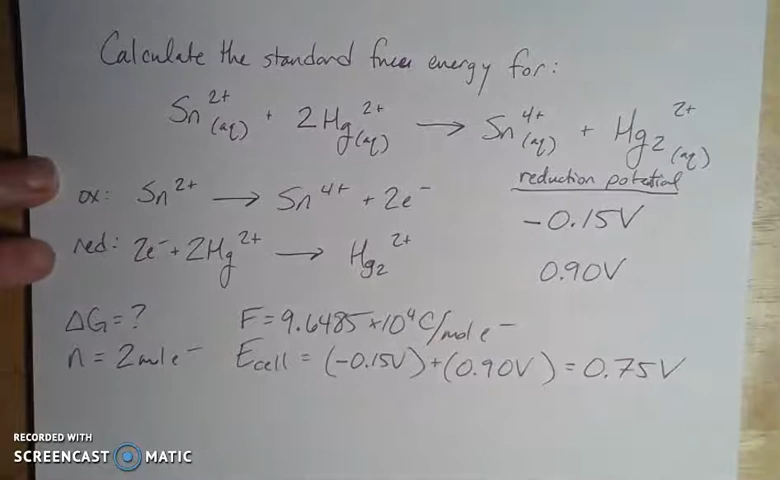 Calculate the standard free energy for:
Sn²⁺(aq) + 2Hg²⁺(aq) → Sn⁴⁺(aq) + Hg₂²⁺(aq)
reduction potential
ox: Sn²⁺ → Sn⁴⁺ + 2e⁻ -0.15V
red: 2e⁻ + 2Hg²⁺ → Hg₂²⁺ 0.90V
ΔG = ? F = 9.6485×10⁴ C/mol e⁻
n = 2 mol e⁻ Ecell = (-0.15V) + (0.90V) = 0.75V
RECORDED WITH
SCREENCAST MATIC